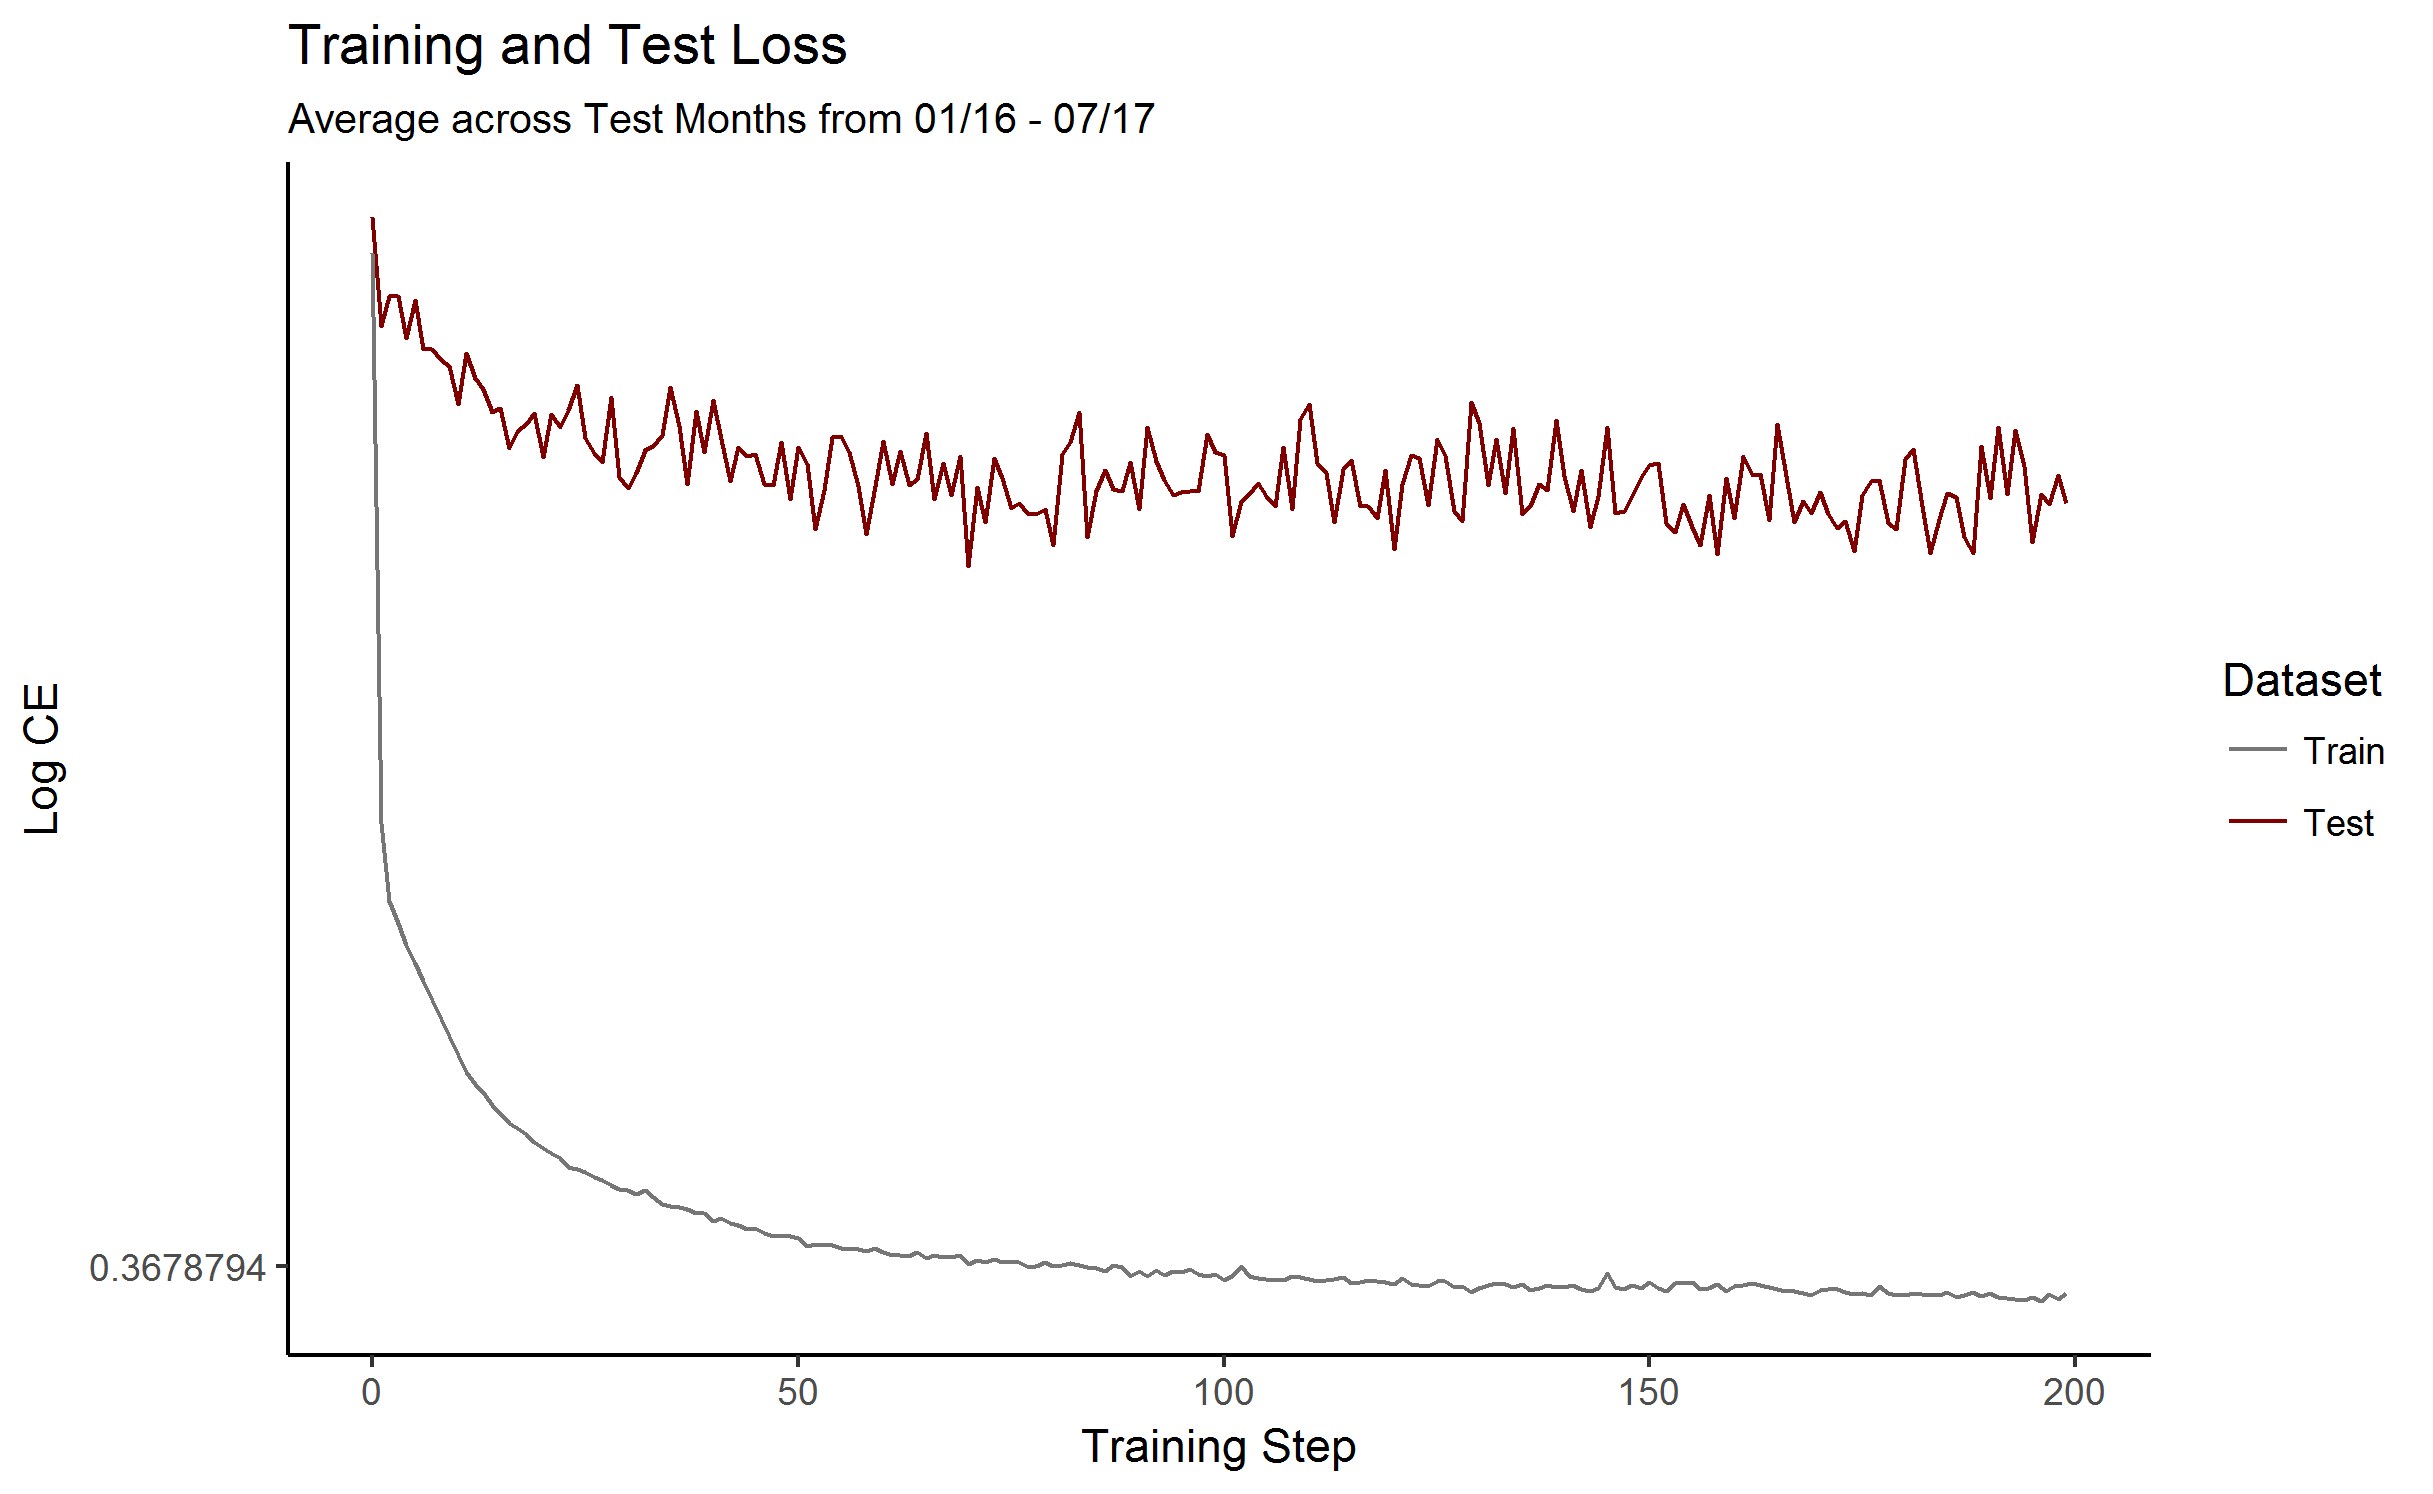 Training and Test Loss
Average across Test Months from 01/16 - 07/17
Log CE
0.3678794
0 50 100 150 200
Training Step
Dataset
Train
Test